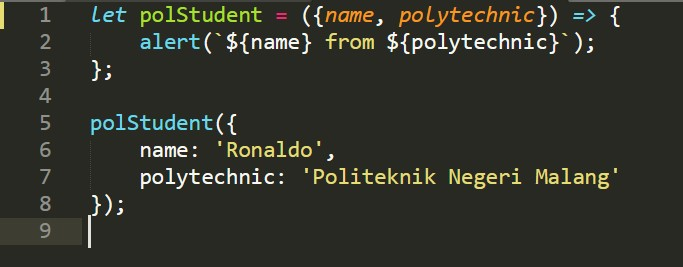 1 let polStudent = ({name, polytechnic}) => {
2     alert(`${name} from ${polytechnic}`);
3 };
4
5 polStudent({
6     name: 'Ronaldo',
7     polytechnic: 'Politeknik Negeri Malang'
8 });
9